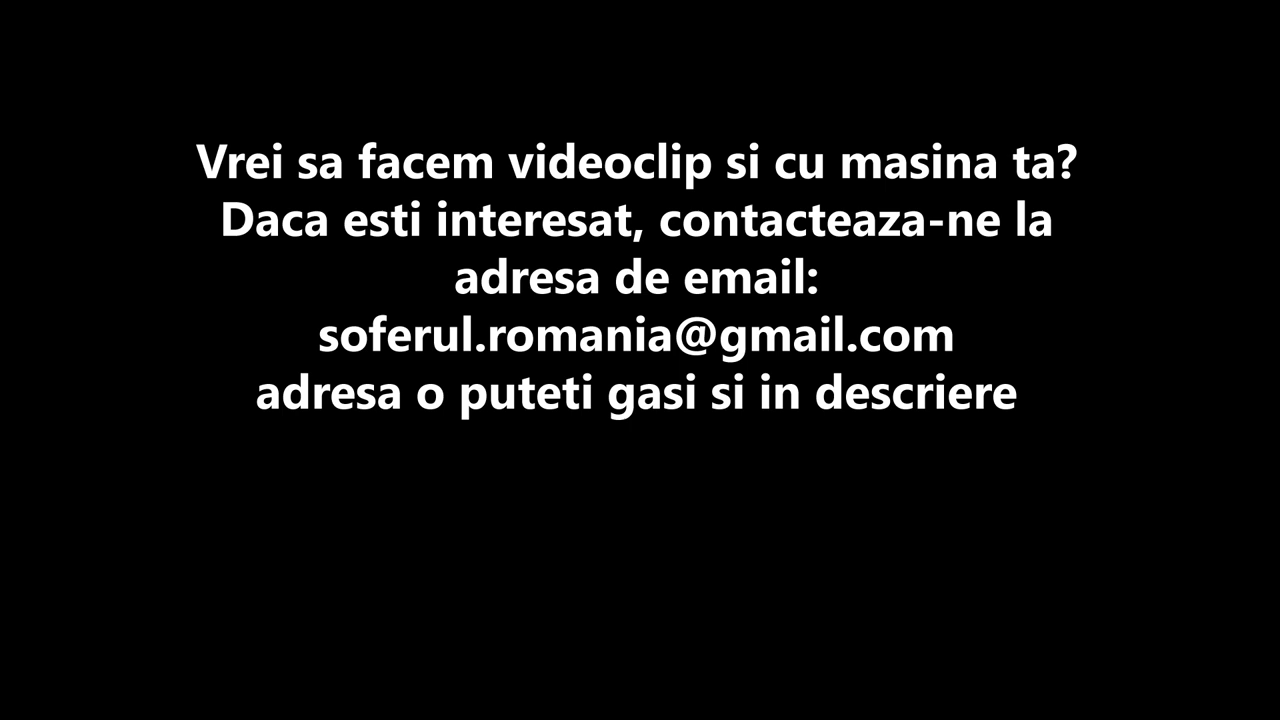 Vrei sa facem videoclip si cu masina ta?
Daca esti interesat, contacteaza-ne la
adresa de email:
soferul.romania@gmail.com
adresa o puteti gasi si in descriere